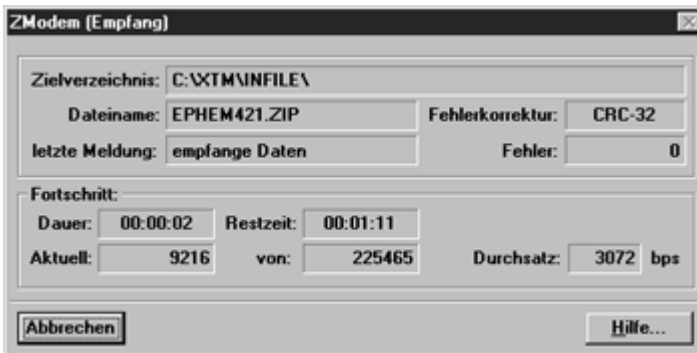 ZModem (Empfang)
Zielverzeichnis: C:\XTM\INFILE\
Dateiname: EPHEM421.ZIP Fehlerkorrektur: CRC-32
letzte Meldung: empfange Daten Fehler: 0
Fortschritt:
Dauer: 00:00:02 Restzeit: 00:01:11
Aktuell: 9216 von: 225465 Durchsatz: 3072 bps
Abbrechen Hilfe...